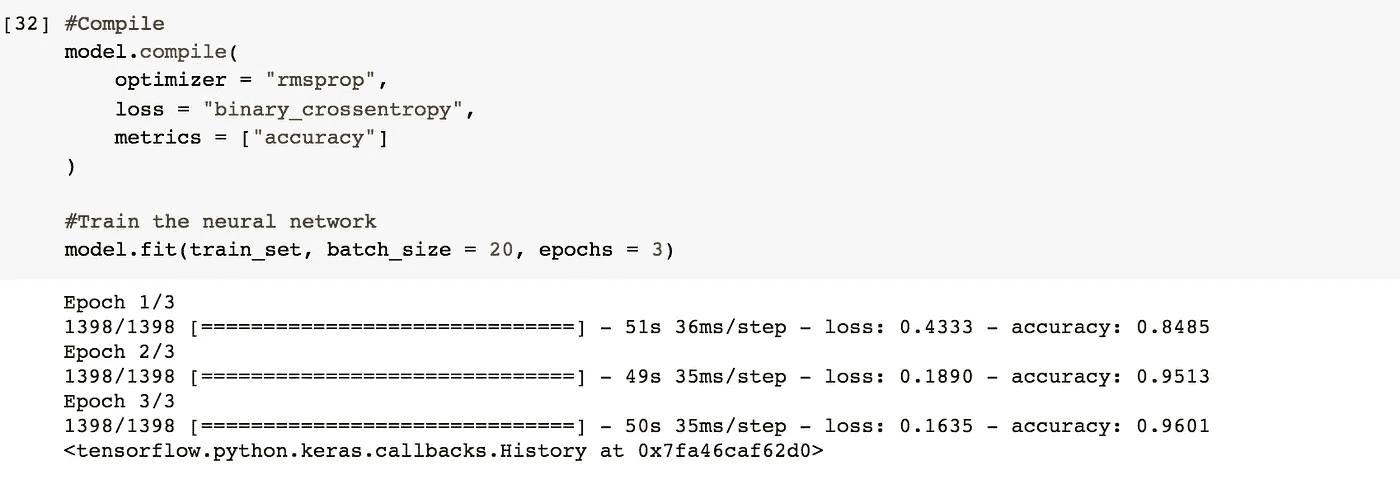 [32] #Compile
model.compile(
    optimizer = "rmsprop",
    loss = "binary_crossentropy",
    metrics = ["accuracy"]
)
#Train the neural network
model.fit(train_set, batch_size = 20, epochs = 3)
Epoch 1/3
1398/1398 [==============================] - 51s 36ms/step - loss: 0.4333 - accuracy: 0.8485
Epoch 2/3
1398/1398 [==============================] - 49s 35ms/step - loss: 0.1890 - accuracy: 0.9513
Epoch 3/3
1398/1398 [==============================] - 50s 35ms/step - loss: 0.1635 - accuracy: 0.9601
<tensorflow.python.keras.callbacks.History at 0x7fa46caf62d0>